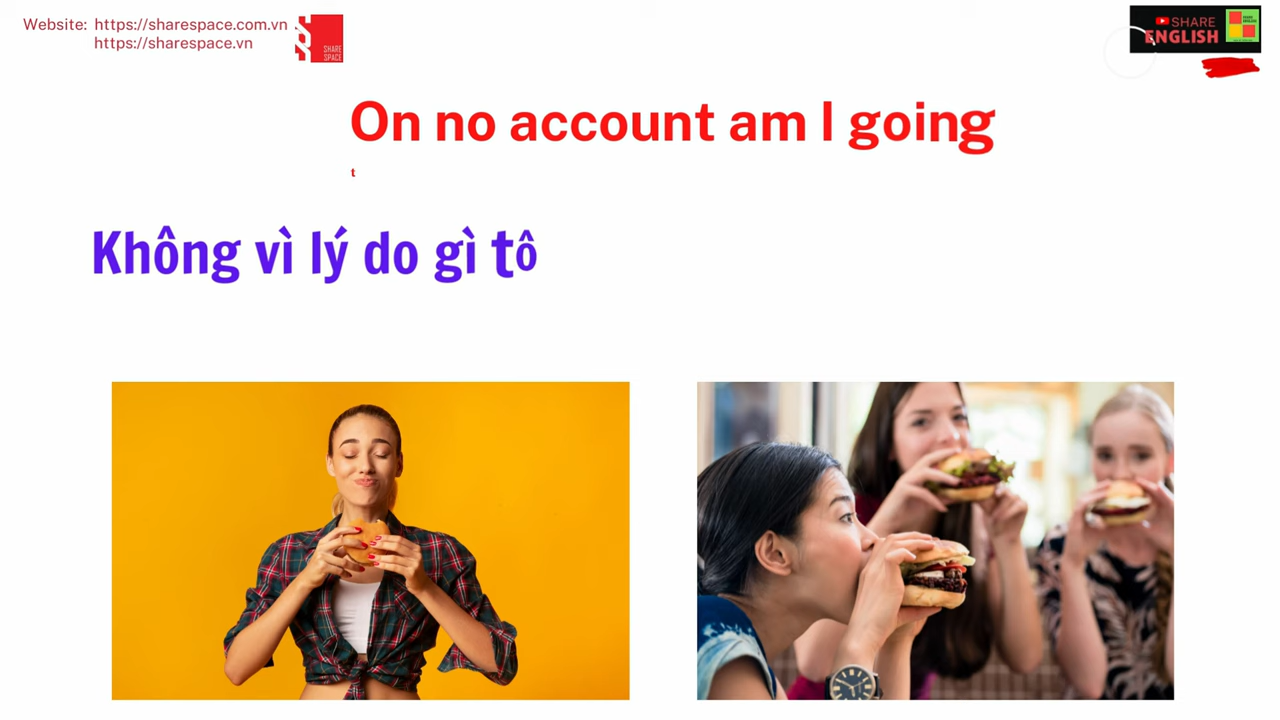 Website: https://sharespace.com.vn
https://sharespace.vn
SHARE
SPACE
SHARE
ENGLISH
On no account am I going
t
Không vì lý do gì tô